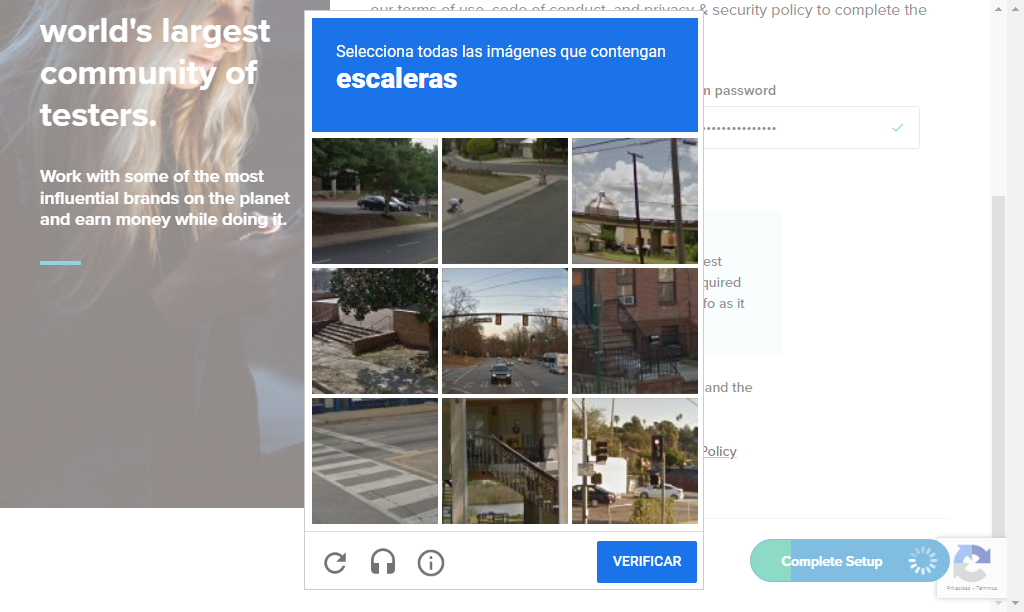 our terms of use, code of conduct, and privacy & security policy to complete the
world's largest
community of
testers.
Work with some of the most
influential brands on the planet
and earn money while doing it.
Selecciona todas las imágenes que contengan
escaleras
password
est
quired
fo as it
and the
Policy
VERIFICAR
Complete Setup
Privacidad - Términos